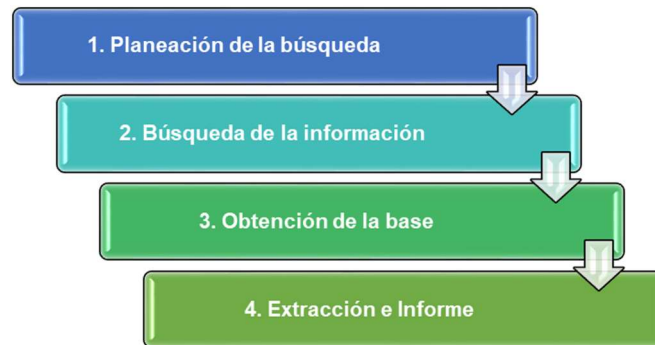 1. Planeación de la búsqueda
2. Búsqueda de la información
3. Obtención de la base
4. Extracción e Informe